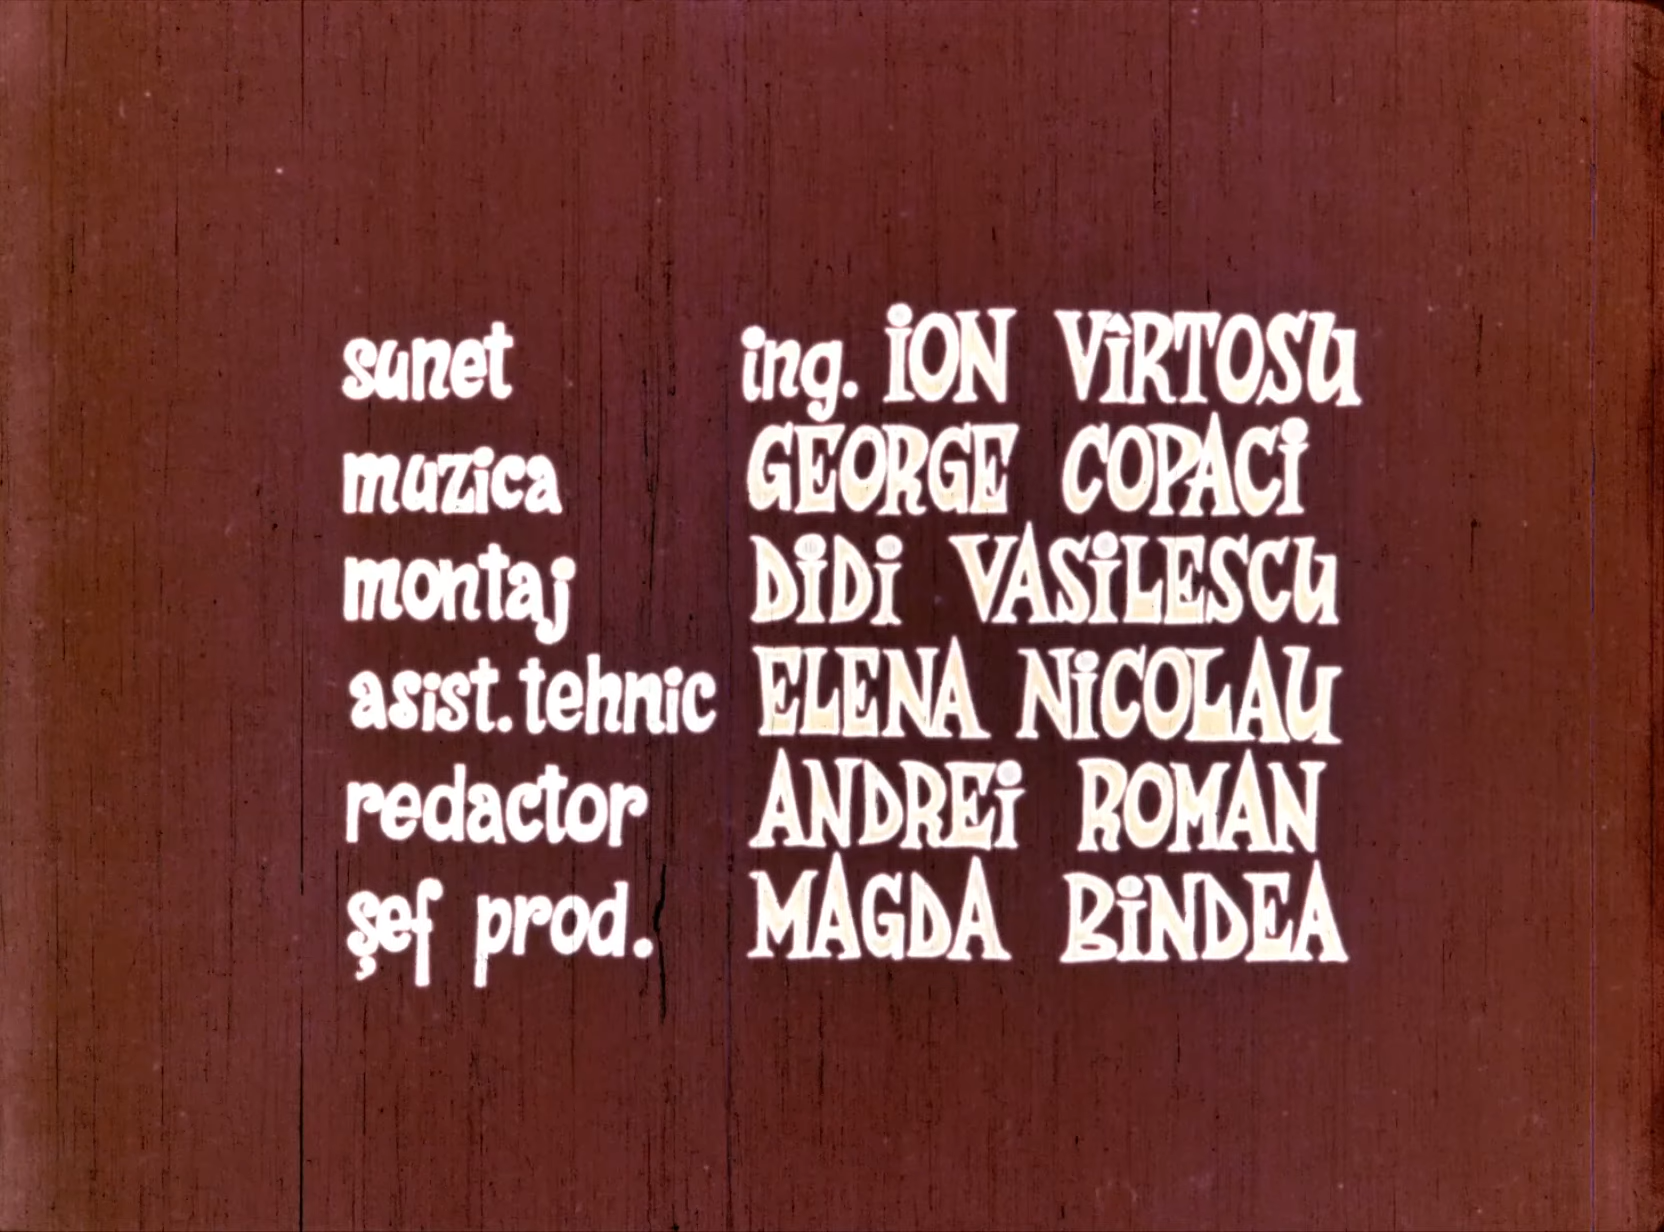 sunet ing. iON VÎRTOSU
muzica GEORGE COPACi
montaj DiDi VASiLESCU
asist. tehnic ELENA NiCOLAU
redactor ANDREi ROMAN
şef prod. MAGDA BiNDEA